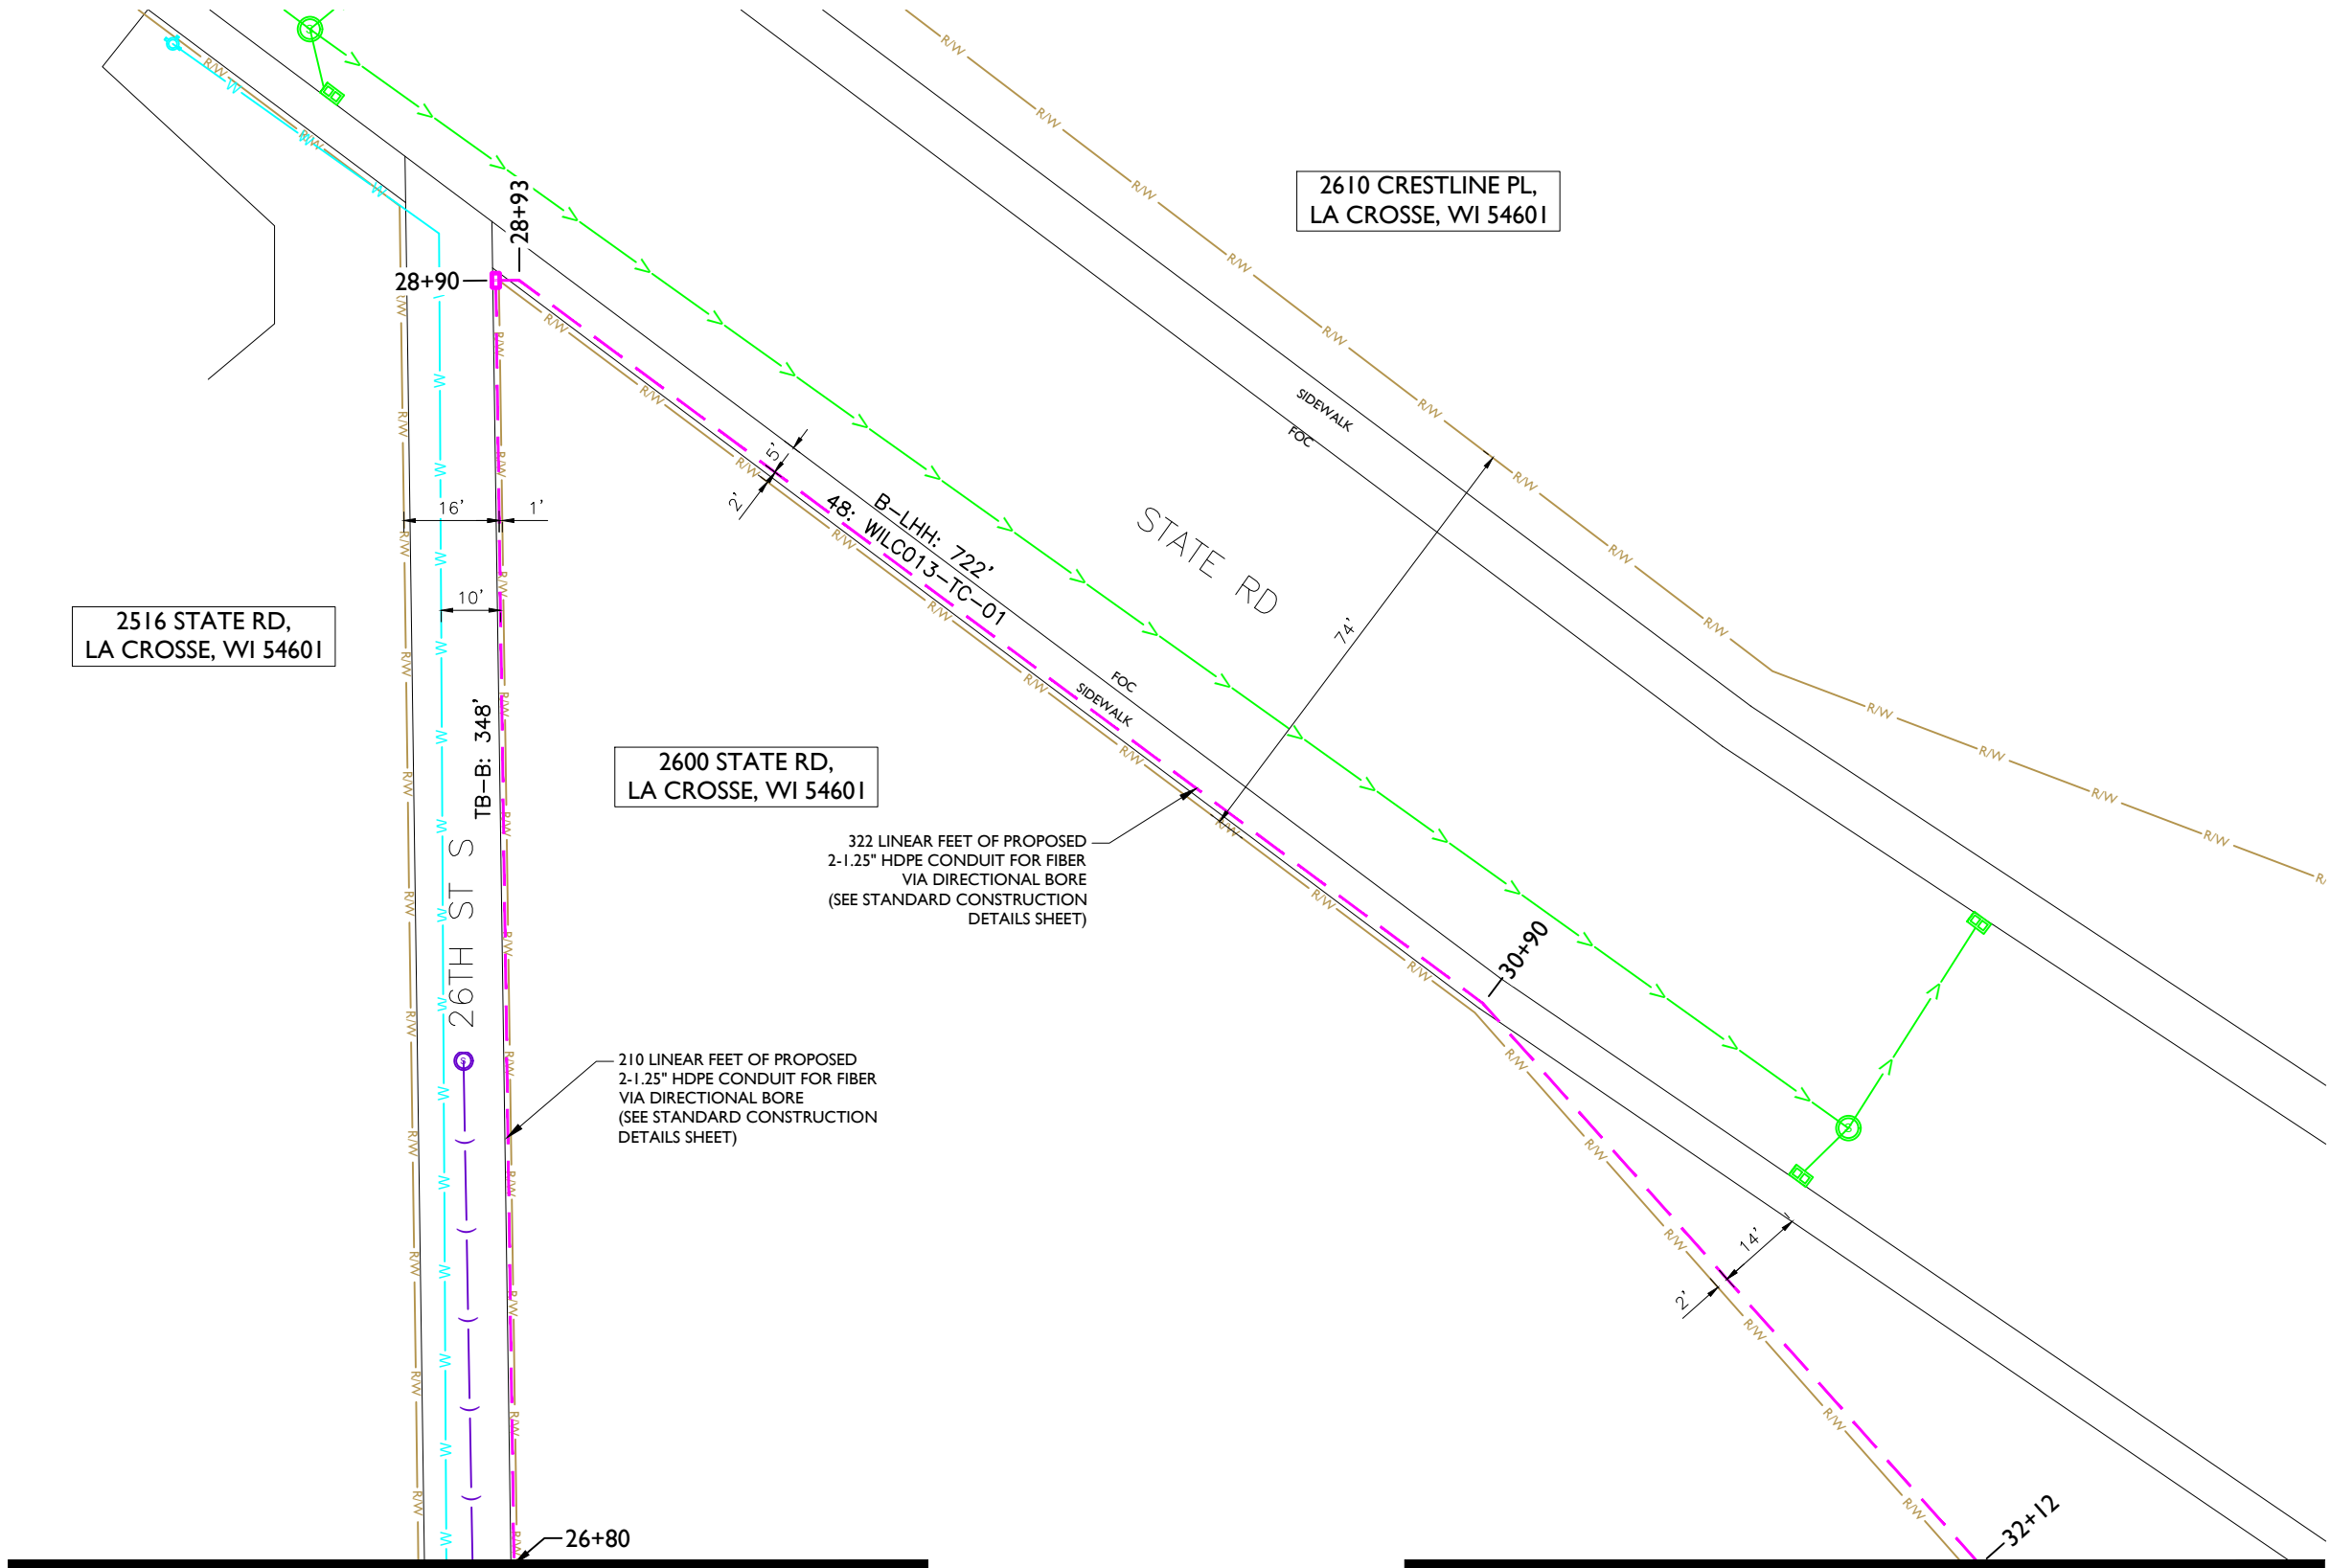 2610 CRESTLINE PL,
LA CROSSE, WI 54601
28+93
28+90
SIDEWALK
FOC
5'
2'
16'
1'
B-LHH: 722'
48: WILC013-TC-01
STATE RD
74'
10'
2516 STATE RD,
LA CROSSE, WI 54601
FOC
SIDEWALK
TB-B: 348'
2600 STATE RD,
LA CROSSE, WI 54601
322 LINEAR FEET OF PROPOSED
2-1.25" HDPE CONDUIT FOR FIBER
VIA DIRECTIONAL BORE
(SEE STANDARD CONSTRUCTION
DETAILS SHEET)
26TH ST S
30+90
210 LINEAR FEET OF PROPOSED
2-1.25" HDPE CONDUIT FOR FIBER
VIA DIRECTIONAL BORE
(SEE STANDARD CONSTRUCTION
DETAILS SHEET)
14'
2'
26+80
32+12
R/W
W
S